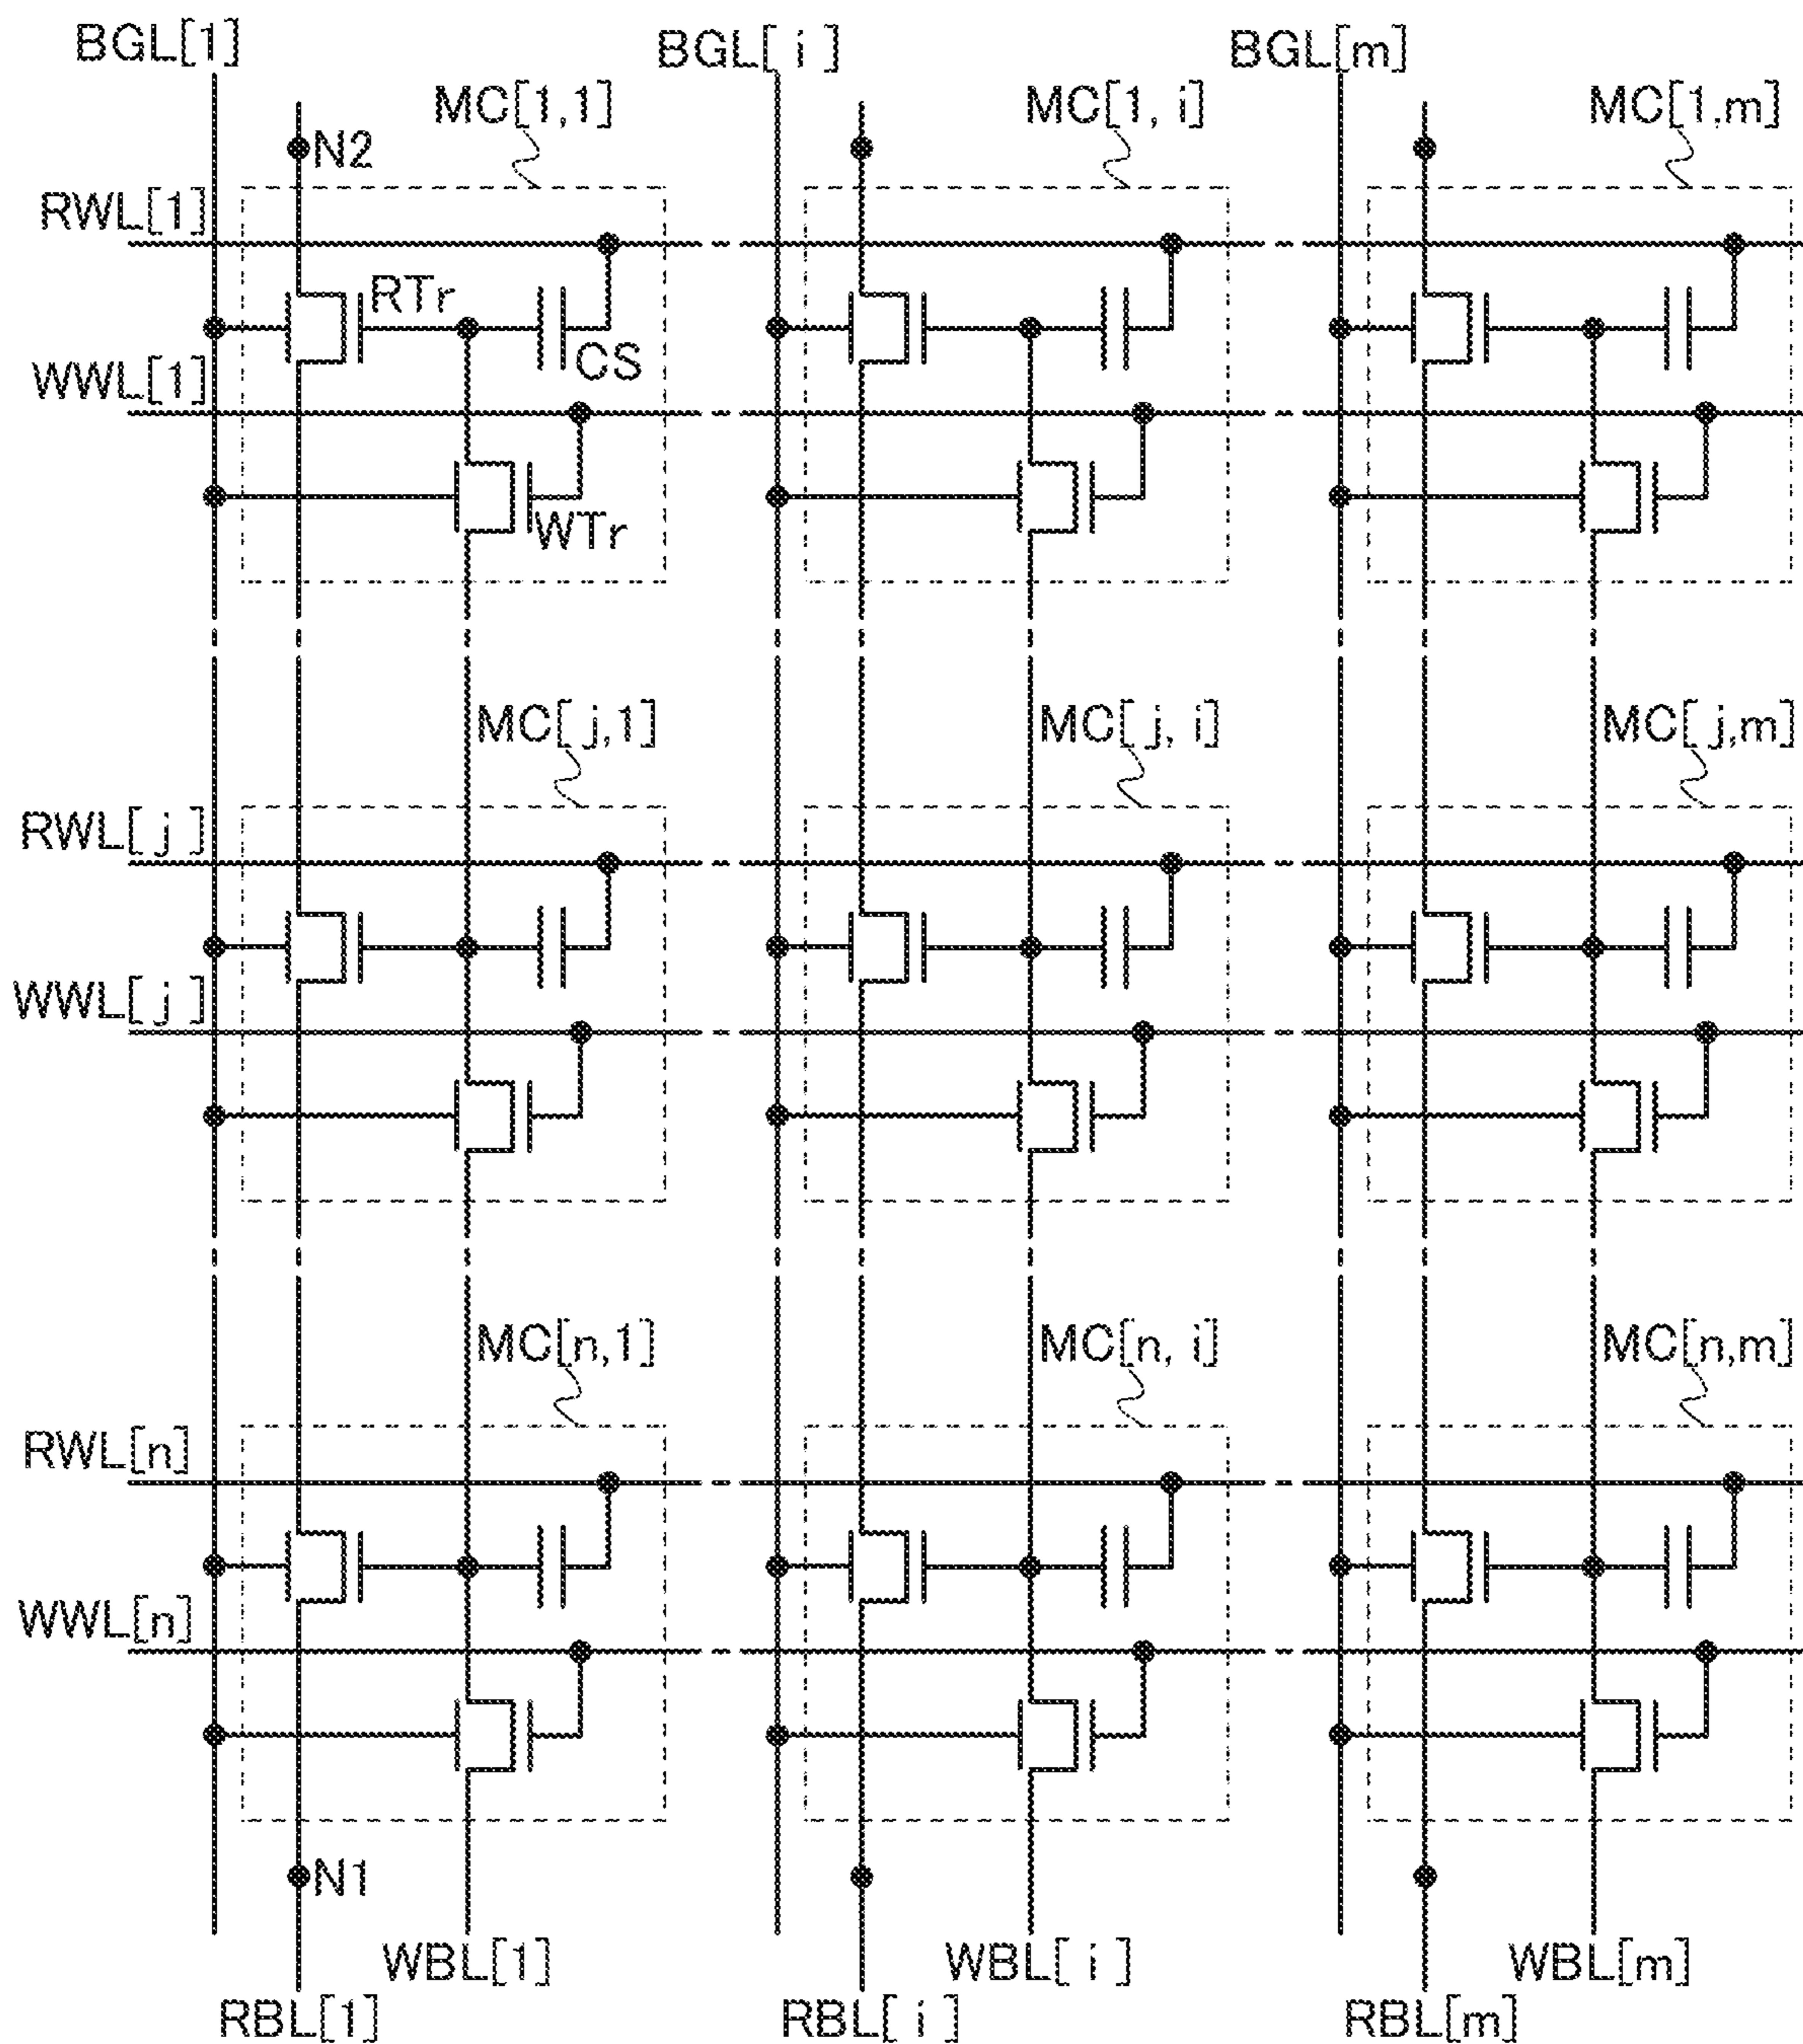 BGL[1] BGL[ i ] BGL[m]
MC[1,1] MC[1, i] MC[1,m]
N2
RWL[1]
RTr
CS
WWL[1]
WTr
MC[ j,1] MC[ j, i] MC[ j,m]
RWL[ j ]
WWL[ j ]
MC[n,1] MC[n, i] MC[n,m]
RWL[n]
WWL[n]
N1
WBL[1] WBL[ i ] WBL[m]
RBL[1] RBL[ i ] RBL[m]